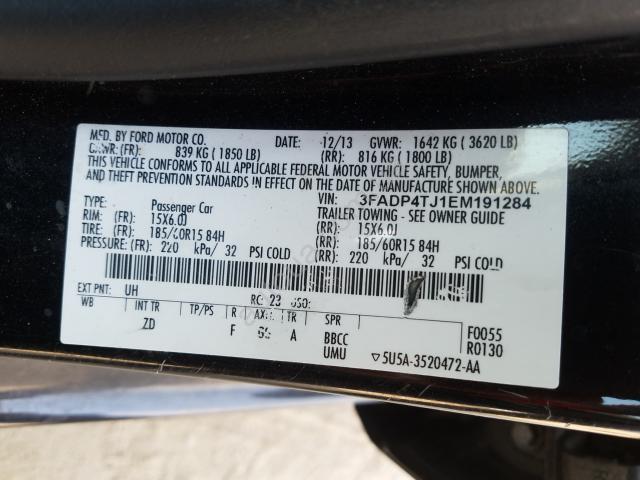 MFD. BY FORD MOTOR CO. DATE: 12/13 GVWR: 1642 KG ( 3620 LB)
GAWR: (FR): 839 KG ( 1850 LB) (RR): 816 KG ( 1800 LB)
THIS VEHICLE CONFORMS TO ALL APPLICABLE FEDERAL MOTOR VEHICLE SAFETY, BUMPER,
AND THEFT PREVENTION STANDARDS IN EFFECT ON THE DATE OF MANUFACTURE SHOWN ABOVE.
VIN: 3FADP4TJ1EM191284
TYPE: Passenger Car TRAILER TOWING - SEE OWNER GUIDE
RIM: (FR): 15X6.0J (RR): 15X6.0J
TIRE: (FR): 185/60R15 84H (RR): 185/60R15 84H
PRESSURE: (FR): 220 kPa/ 32 PSI COLD (RR): 220 kPa/ 32 PSI COLD
EXT PNT: UH RC: 23
WB INT TR TP/PS R AXLE TR SPR F0055
ZD F A BBCC R0130
UMU ▽5U5A-3520472-AA